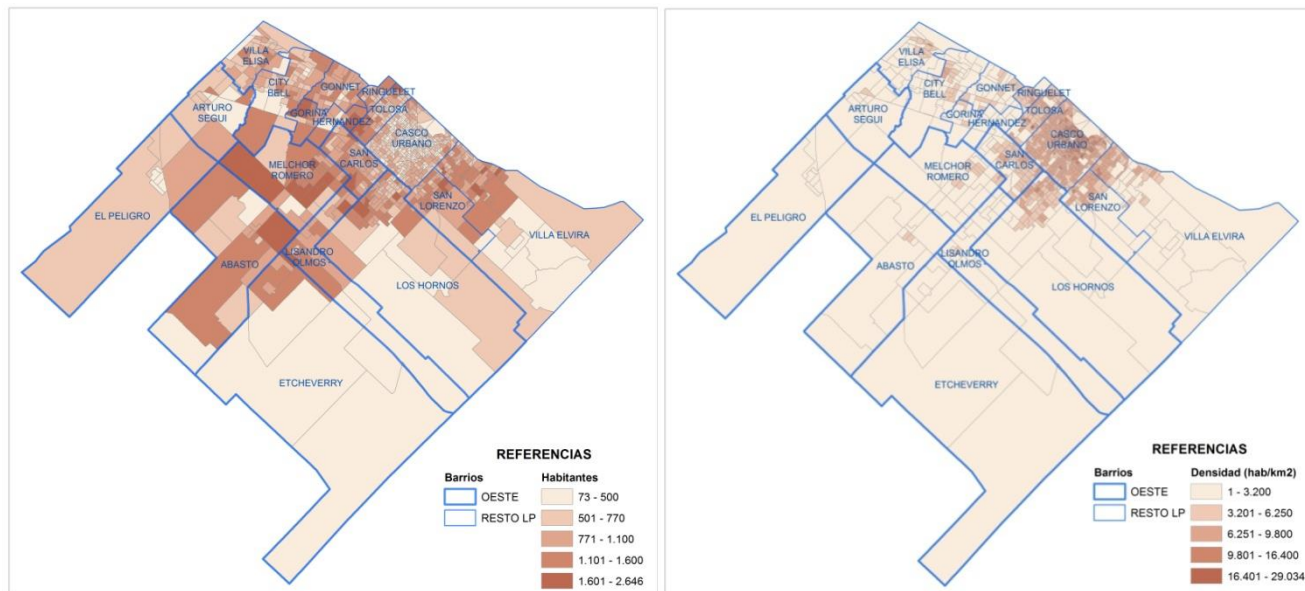 VILLA
ELISA
CITY
BELL
GONNET
RINGUELET
ARTURO
SEGUI
GORINA
HERNANDEZ
TOLOSA
CASCO
URBANO
MELCHOR
ROMERO
SAN
CARLOS
EL PELIGRO
SAN
LORENZO
VILLA ELVIRA
ABASTO
LISANDRO
OLMOS
LOS HORNOS
ETCHEVERRY
REFERENCIAS
Barrios
OESTE
RESTO LP
Habitantes
73 - 500
501 - 770
771 - 1.100
1.101 - 1.600
1.601 - 2.646
VILLA
ELISA
CITY
BELL
GONNET
RINGUELET
ARTURO
SEGUI
GORINA
HERNANDEZ
TOLOSA
CASCO
URBANO
MELCHOR
ROMERO
SAN
CARLOS
EL PELIGRO
SAN
LORENZO
VILLA ELVIRA
ABASTO
LISANDRO
OLMOS
LOS HORNOS
ETCHEVERRY
REFERENCIAS
Barrios
OESTE
RESTO LP
Densidad (hab/km2)
1 - 3.200
3.201 - 6.250
6.251 - 9.800
9.801 - 16.400
16.401 - 29.034